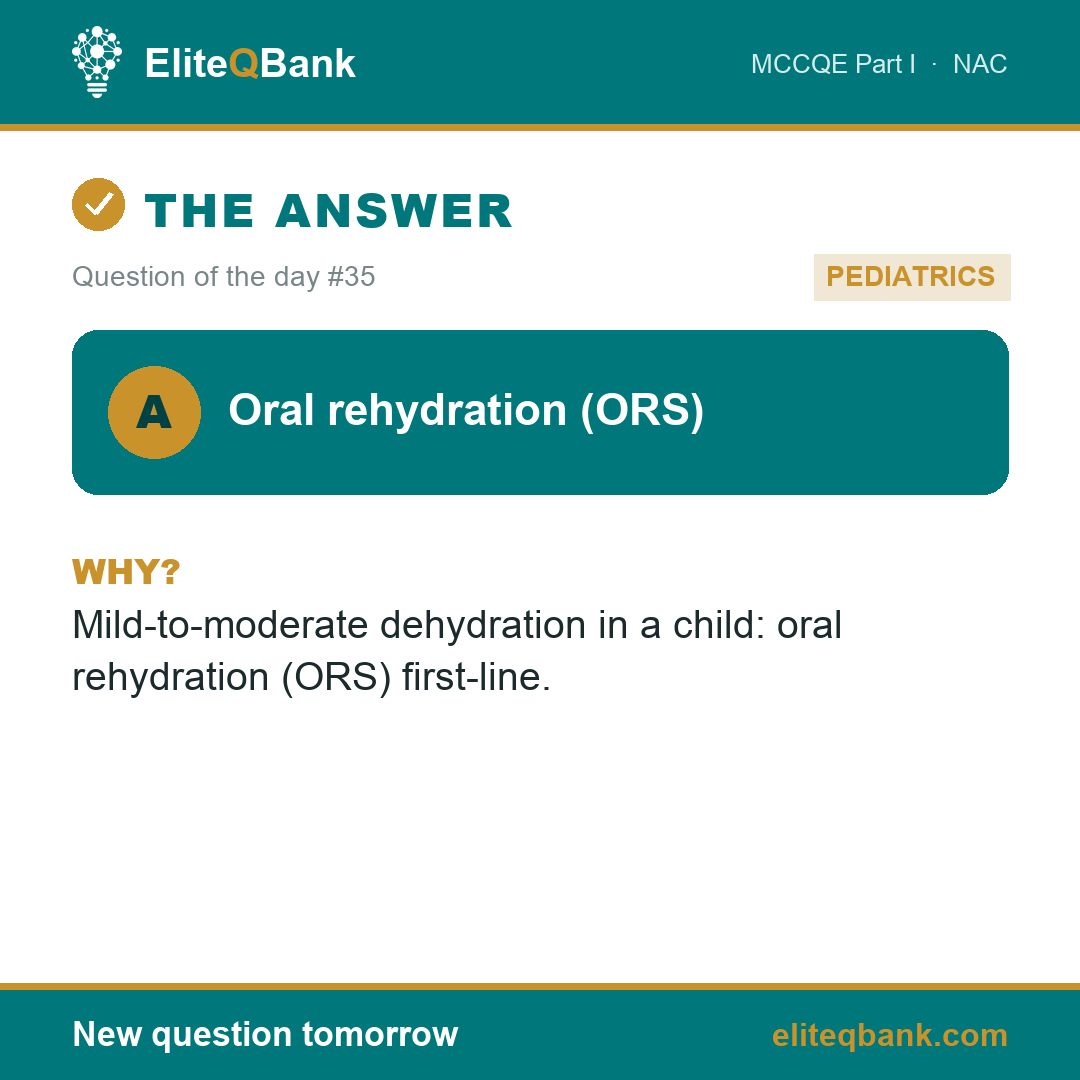 EliteQBank
MCCQE Part I · NAC
THE ANSWER
Question of the day #35
PEDIATRICS
A
Oral rehydration (ORS)
WHY?
Mild-to-moderate dehydration in a child: oral
rehydration (ORS) first-line.
New question tomorrow
eliteqbank.com